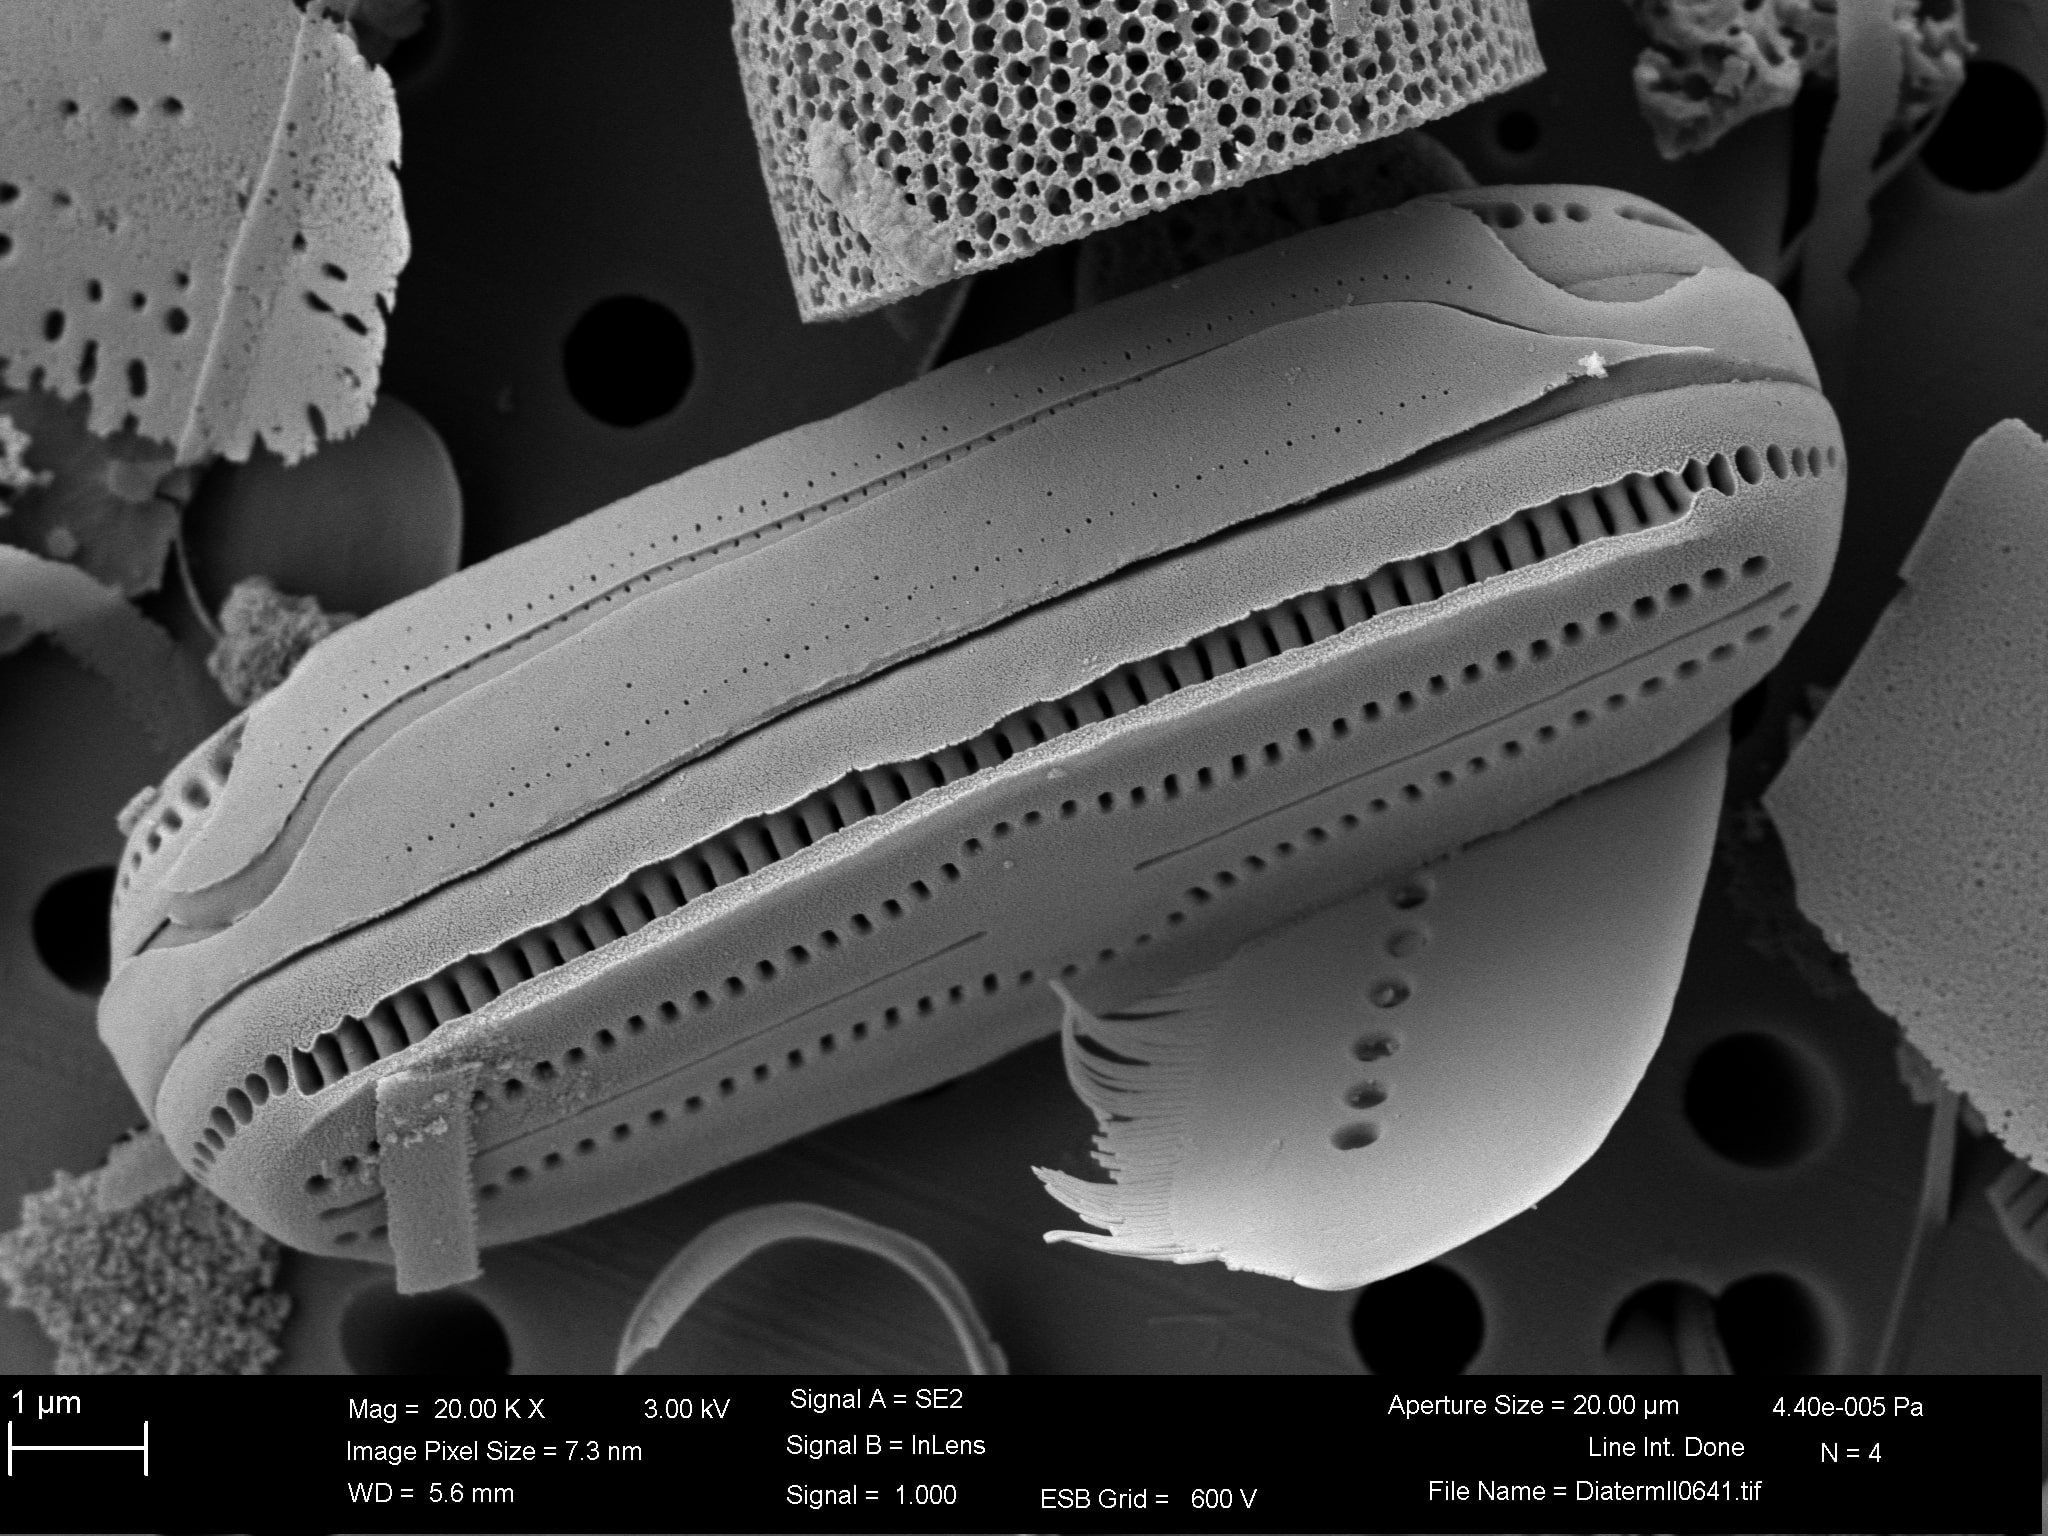 1 µm
Mag = 20.00 K X 3.00 kV
Image Pixel Size = 7.3 nm
WD = 5.6 mm
Signal A = SE2
Signal B = InLens
Signal = 1.000
ESB Grid = 600 V
Aperture Size = 20.00 µm 4.40e-005 Pa
Line Int. Done N = 4
File Name = DiatermII0641.tif